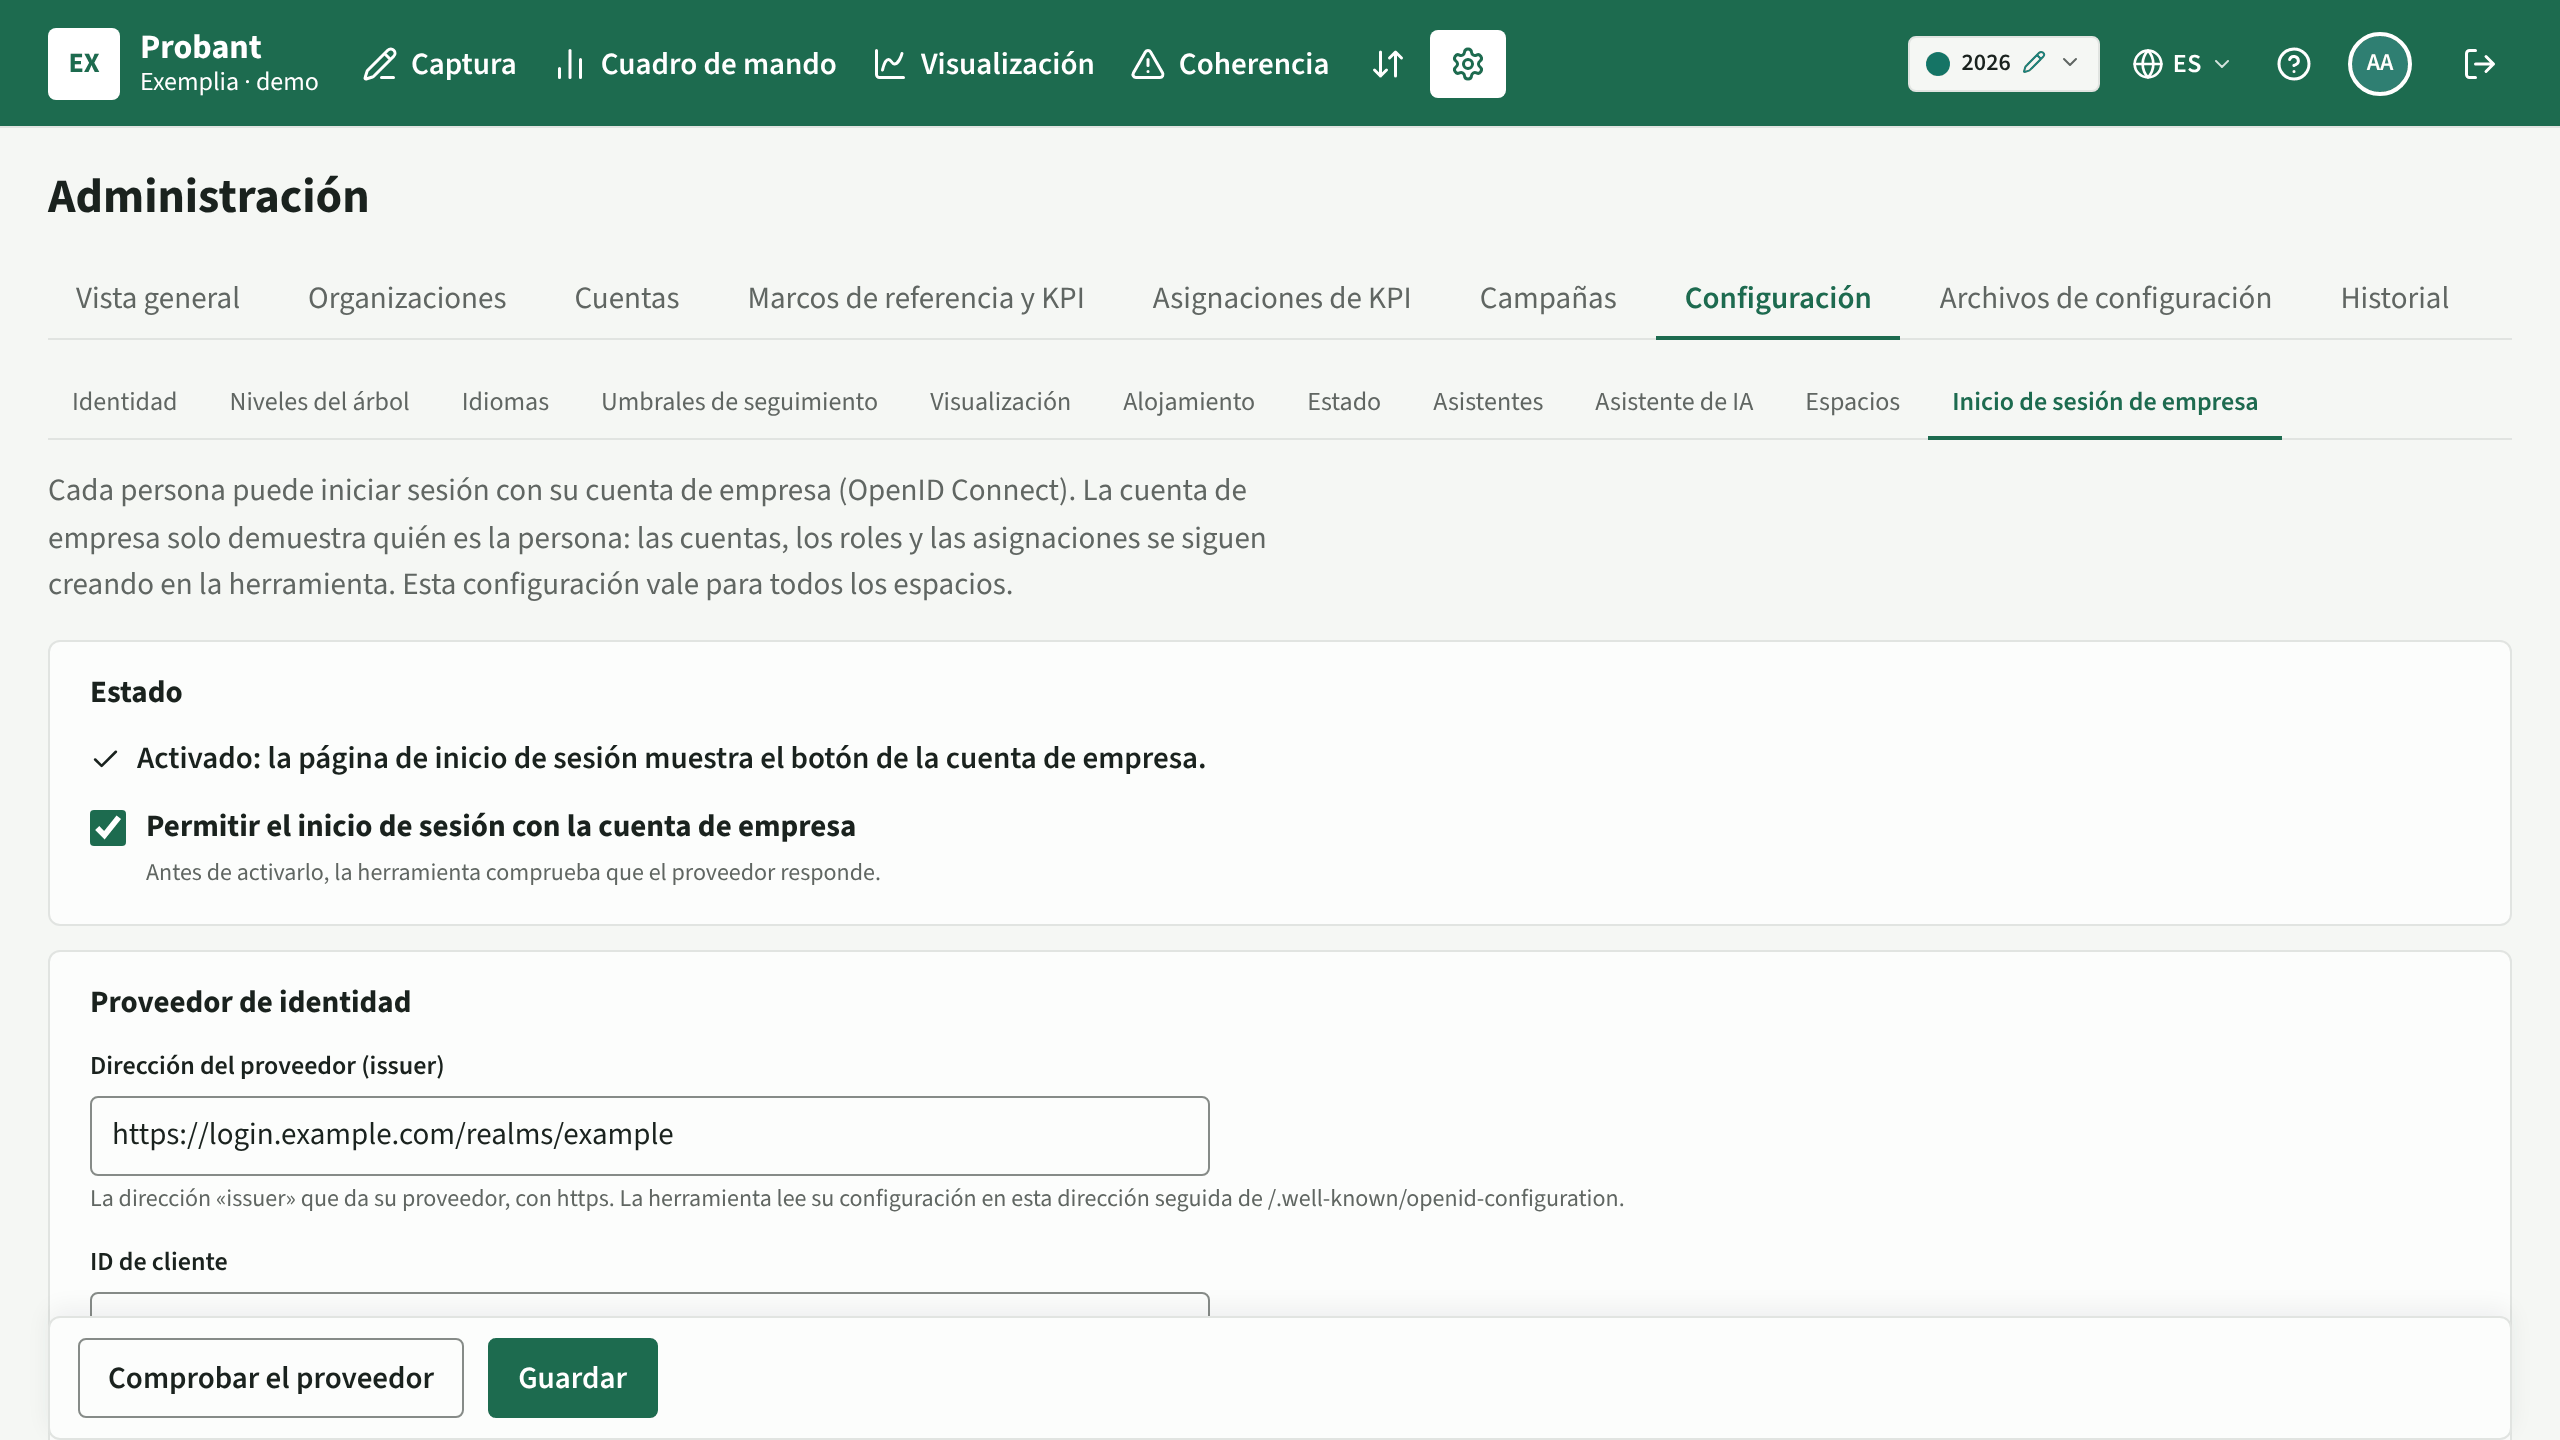 EX
Probant
Exemplia · demo
Captura
Cuadro de mando
Visualización
Coherencia
2026
ES
AA
Administración
Vista general
Organizaciones
Cuentas
Marcos de referencia y KPI
Asignaciones de KPI
Campañas
Configuración
Archivos de configuración
Historial
Identidad
Niveles del árbol
Idiomas
Umbrales de seguimiento
Visualización
Alojamiento
Estado
Asistentes
Asistente de IA
Espacios
Inicio de sesión de empresa
Cada persona puede iniciar sesión con su cuenta de empresa (OpenID Connect). La cuenta de
empresa solo demuestra quién es la persona: las cuentas, los roles y las asignaciones se siguen
creando en la herramienta. Esta configuración vale para todos los espacios.
Estado
Activado: la página de inicio de sesión muestra el botón de la cuenta de empresa.
Permitir el inicio de sesión con la cuenta de empresa
Antes de activarlo, la herramienta comprueba que el proveedor responde.
Proveedor de identidad
Dirección del proveedor (issuer)
https://login.example.com/realms/example
La dirección «issuer» que da su proveedor, con https. La herramienta lee su configuración en esta dirección seguida de /.well-known/openid-configuration.
ID de cliente
Comprobar el proveedor
Guardar